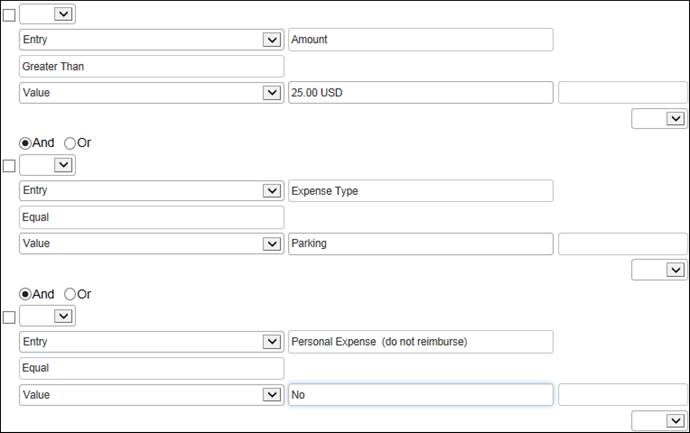 Entry Amount
Greater Than
Value 25.00 USD
And Or
Entry Expense Type
Equal
Value Parking
And Or
Entry Personal Expense (do not reimburse)
Equal
Value No